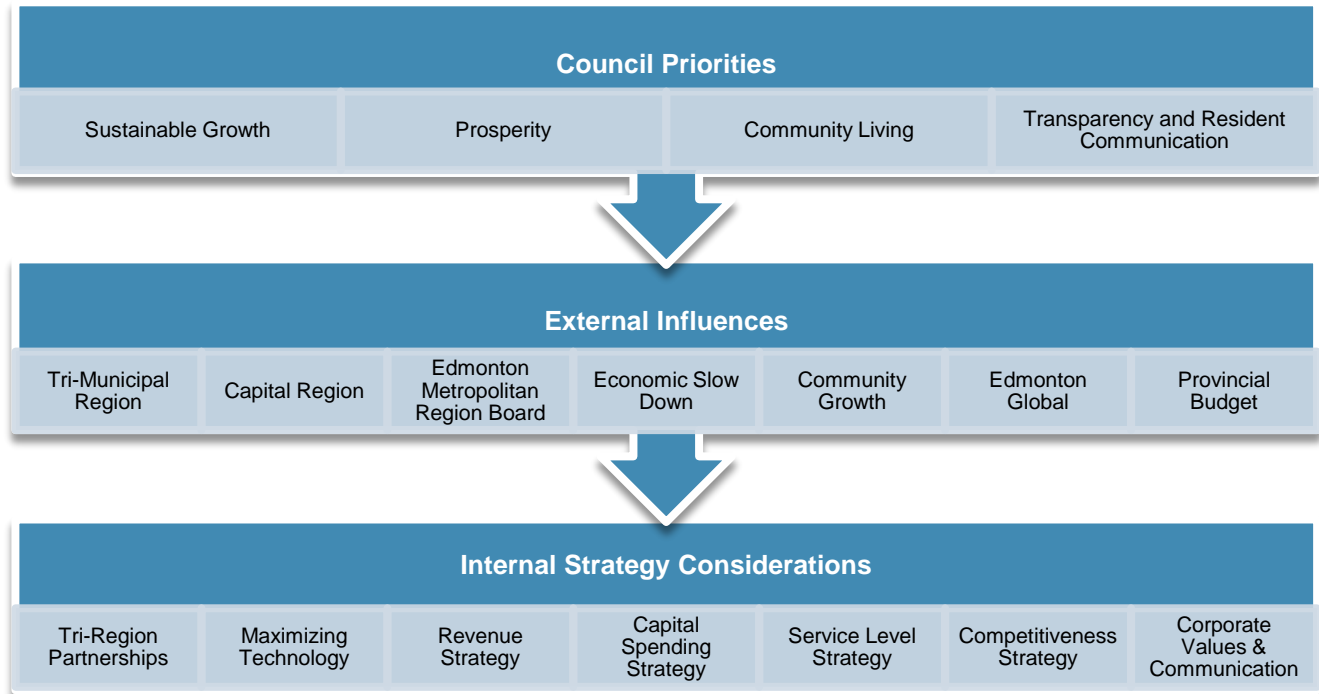 Council Priorities
Sustainable Growth
Prosperity
Community Living
Transparency and Resident
Communication
External Influences
Tri-Municipal
Region
Capital Region
Edmonton
Metropolitan
Region Board
Economic Slow
Down
Community
Growth
Edmonton
Global
Provincial
Budget
Internal Strategy Considerations
Tri-Region
Partnerships
Maximizing
Technology
Revenue
Strategy
Capital
Spending
Strategy
Service Level
Strategy
Competitiveness
Strategy
Corporate
Values &
Communication